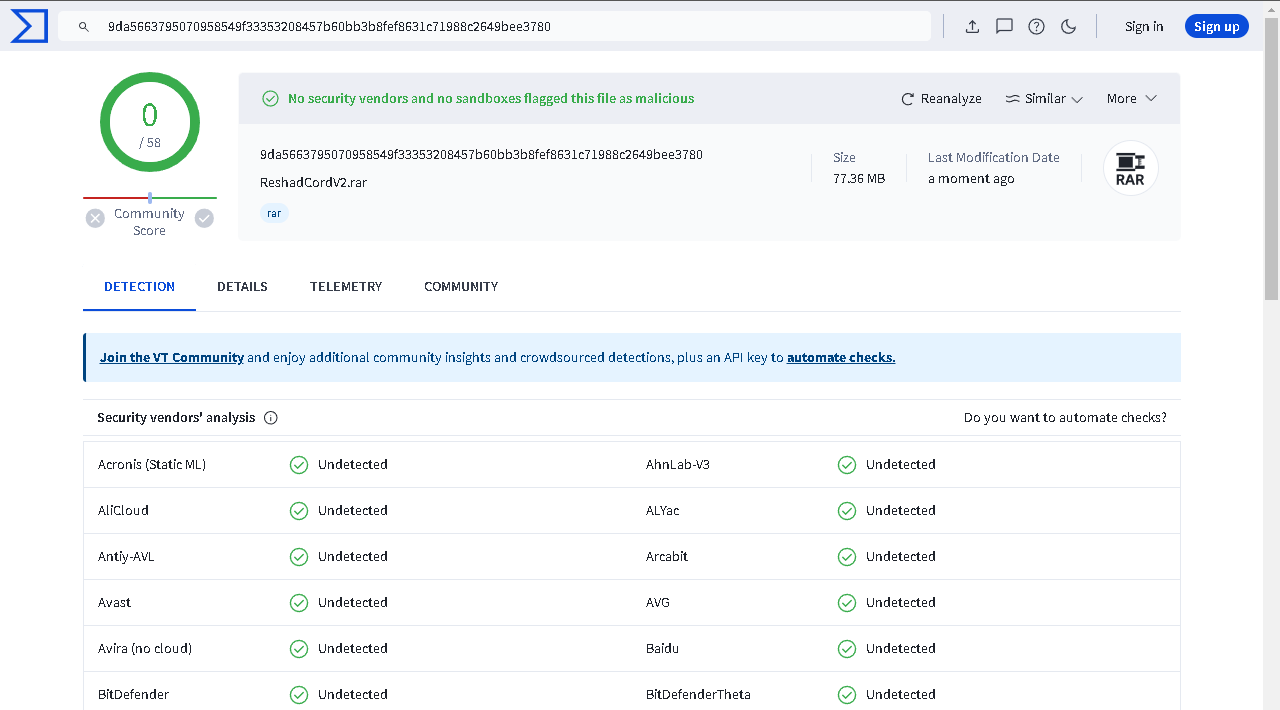 9da5663795070958549f33353208457b60bb3b8fef8631c71988c2649bee3780
Sign in
Sign up
0
/ 58
Community
Score
No security vendors and no sandboxes flagged this file as malicious
Reanalyze
Similar
More
9da5663795070958549f33353208457b60bb3b8fef8631c71988c2649bee3780
ReshadCordV2.rar
rar
Size
77.36 MB
Last Modification Date
a moment ago
RAR
DETECTION
DETAILS
TELEMETRY
COMMUNITY
Join the VT Community and enjoy additional community insights and crowdsourced detections, plus an API key to automate checks.
Security vendors' analysis
Do you want to automate checks?
Acronis (Static ML) Undetected AhnLab-V3 Undetected
AliCloud Undetected ALYac Undetected
Antiy-AVL Undetected Arcabit Undetected
Avast Undetected AVG Undetected
Avira (no cloud) Undetected Baidu Undetected
BitDefender Undetected BitDefenderTheta Undetected